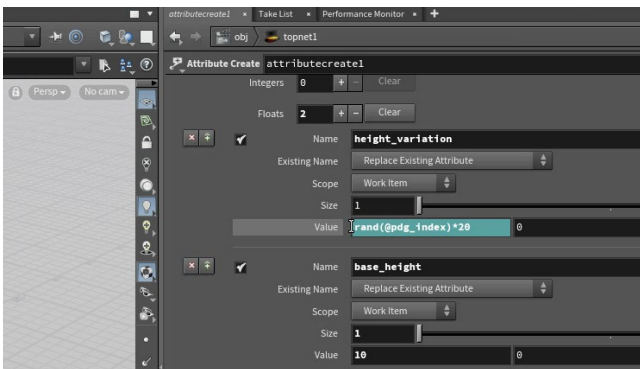 attributecreate1 Take List Performance Monitor
obj topnet1
Attribute Create attributecreate1
Persp No cam
Integers 0 Clear
Floats 2 Clear
Name height_variation
Existing Name Replace Existing Attribute
Scope Work Item
Size 1
Value rand(@pdg_index)*20 0
Name base_height
Existing Name Replace Existing Attribute
Scope Work Item
Size 1
Value 10 0